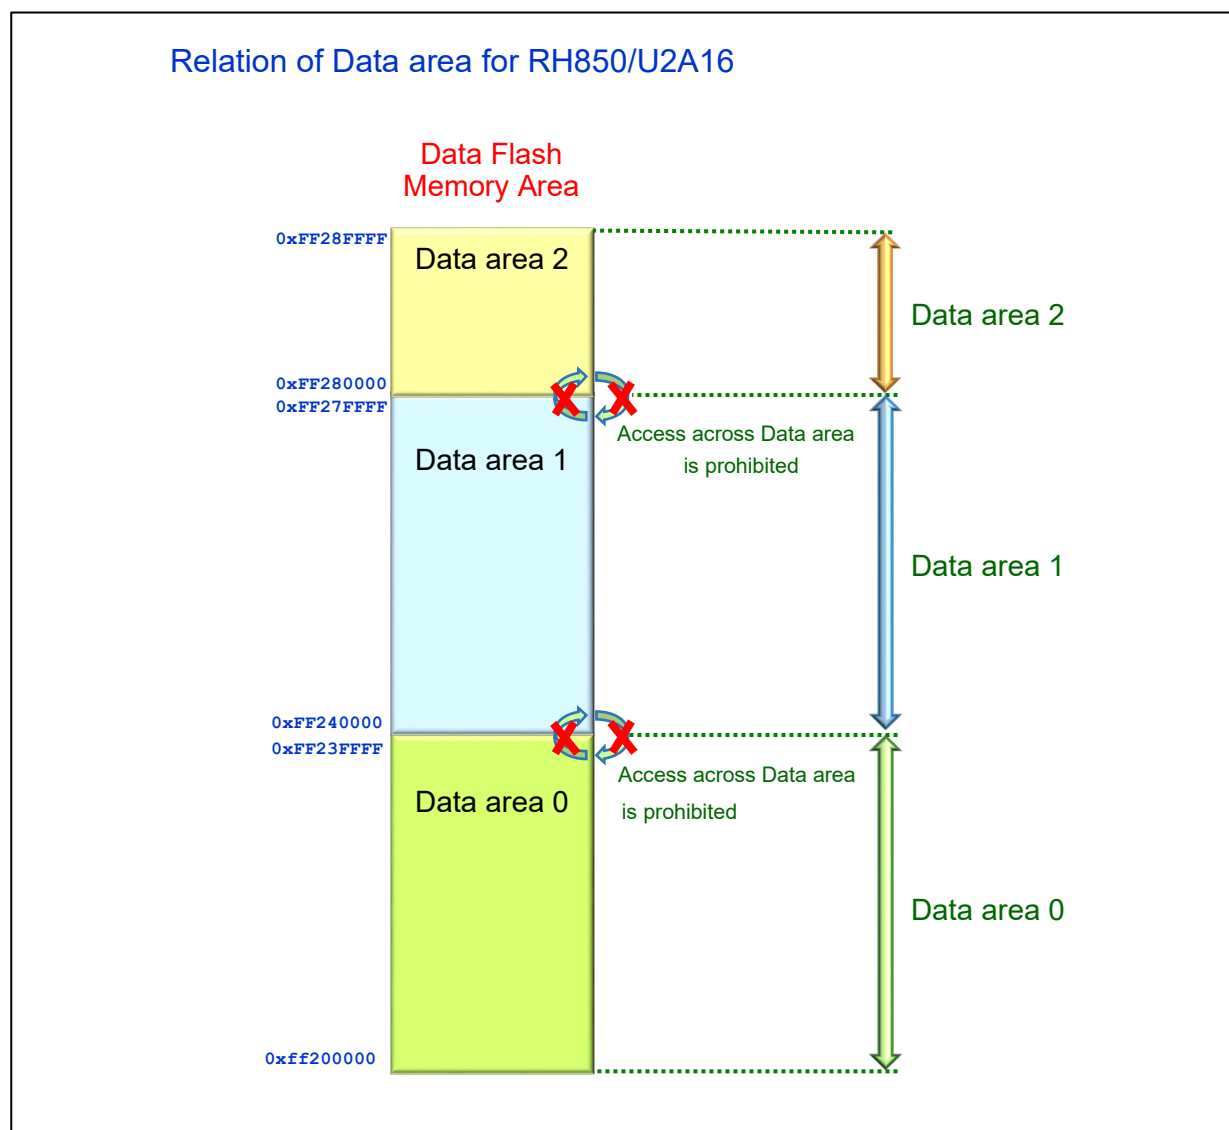 Relation of Data area for RH850/U2A16
Data Flash
Memory Area
0xFF28FFFF
Data area 2
Data area 2
0xFF280000
0xFF27FFFF
Access across Data area
is prohibited
Data area 1
Data area 1
0xFF240000
0xFF23FFFF
Access across Data area
is prohibited
Data area 0
Data area 0
0xff200000